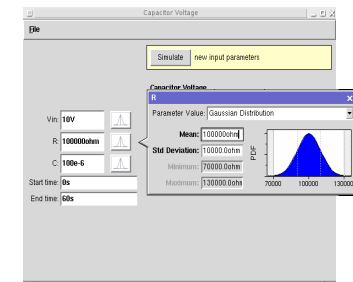 Capacitor Voltage
File
Simulate new input parameters
Capacitor Voltage
R
Parameter Value: Gaussian Distribution
Vin: 10V
R: 100000ohm
C: 100e-6
Start time: 0s
End time: 60s
Mean: 100000ohm
Std Deviation: 10000.0ohm
Minimum: 70000.0ohm
Maximum: 130000.0ohm
PDF
70000 100000 130000